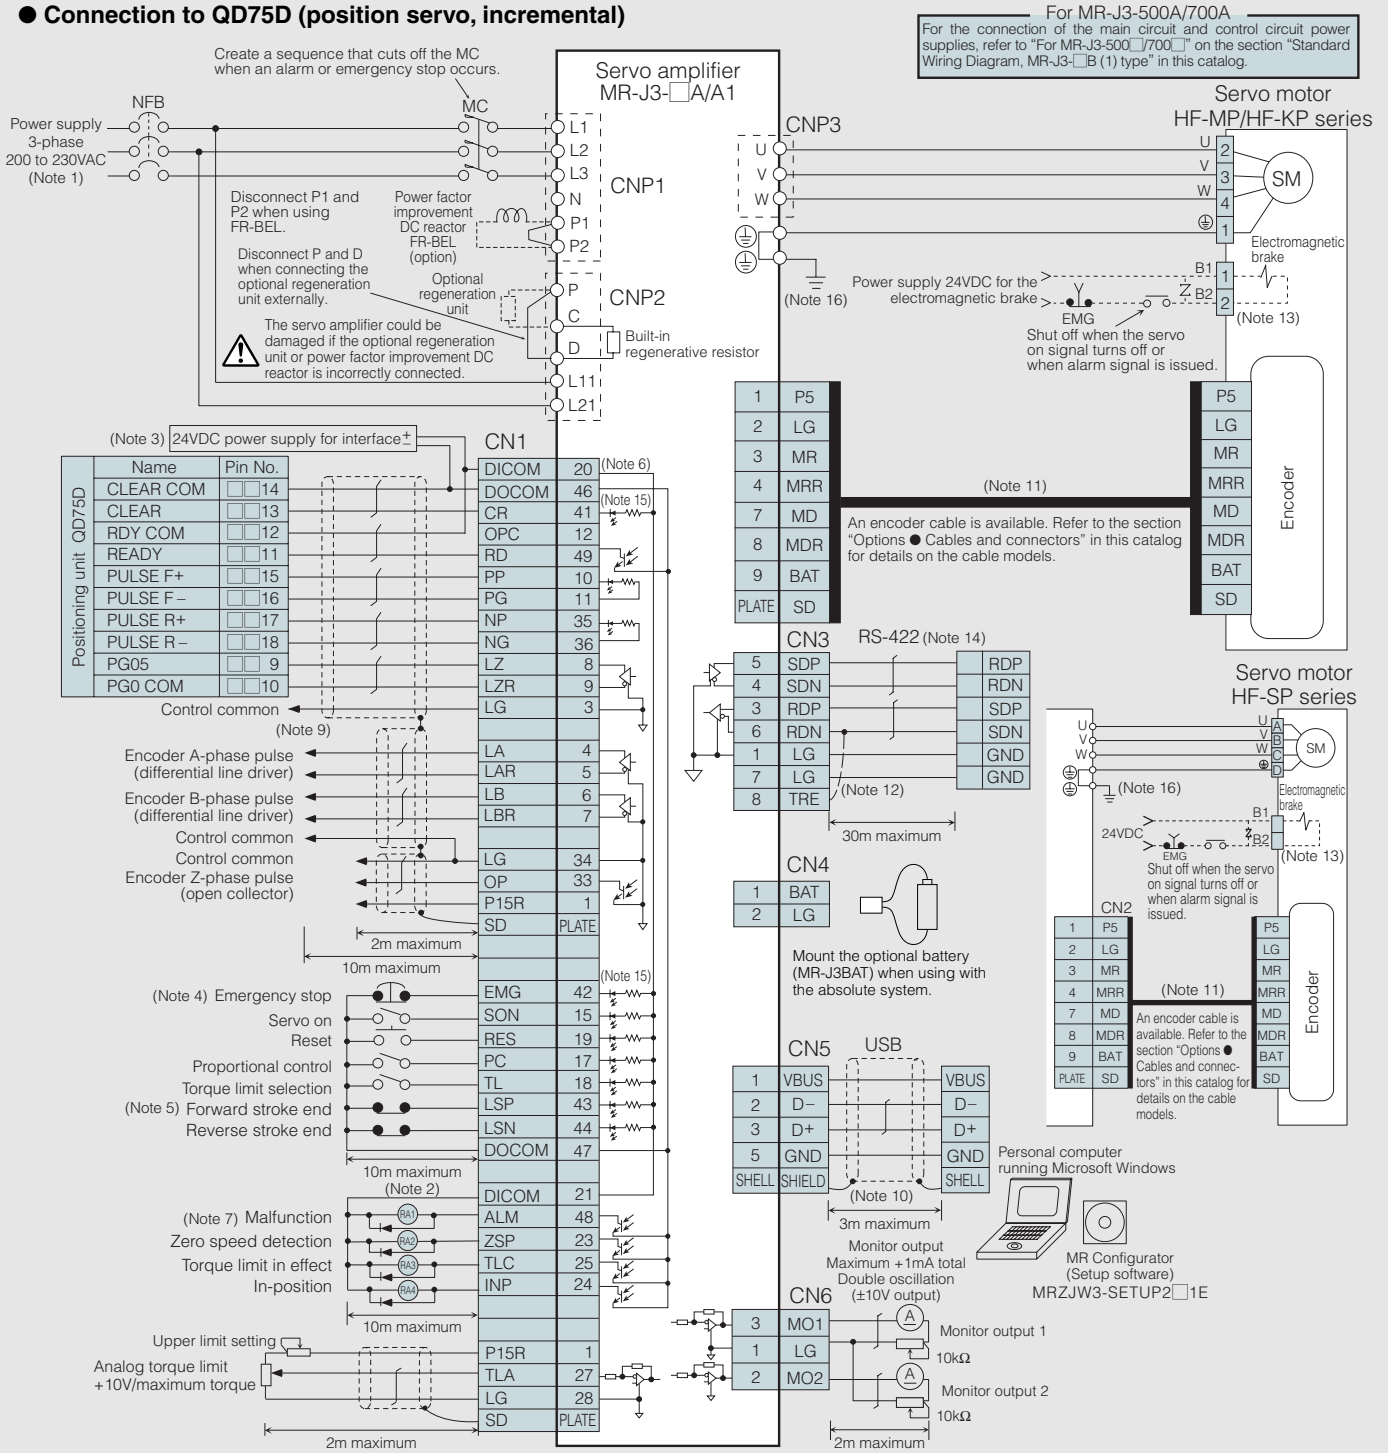 ● Connection to QD75D (position servo, incremental)
For MR-J3-500A/700A
For the connection of the main circuit and control circuit power
supplies, refer to “For MR-J3-500□/700□” on the section “Standard
Wiring Diagram, MR-J3-□B (1) type” in this catalog.
Create a sequence that cuts off the MC
when an alarm or emergency stop occurs.
Servo amplifier
MR-J3-□A/A1
Servo motor
HF-MP/HF-KP series
NFB
MC
Power supply
3-phase
200 to 230VAC
(Note 1)
L1
L2
L3
N
P1
P2
CNP1
CNP3
U
V
W
U 2
V 3
W 4
1
SM
Disconnect P1 and
P2 when using
FR-BEL.
Power factor
improvement
DC reactor
FR-BEL
(option)
Disconnect P and D
when connecting the
optional regeneration
unit externally.
Optional
regeneration
unit
P
C
D
L11
L21
CNP2
Built-in
regenerative resistor
The servo amplifier could be
damaged if the optional regeneration
unit or power factor improvement DC
reactor is incorrectly connected.
(Note 16)
Power supply 24VDC for the
electromagnetic brake
EMG
Shut off when the servo
on signal turns off or
when alarm signal is issued.
Electromagnetic
brake
B1 1
B2 2
Z
(Note 13)
1 P5
2 LG
3 MR
4 MRR
7 MD
8 MDR
9 BAT
PLATE SD
(Note 11)
An encoder cable is available. Refer to the section
“Options ● Cables and connectors” in this catalog
for details on the cable models.
P5
LG
MR
MRR
MD
MDR
BAT
SD
Encoder
(Note 3) 24VDC power supply for interface + −
CN1
Positioning unit QD75D
Name Pin No.
CLEAR COM □□14
CLEAR □□13
RDY COM □□12
READY □□11
PULSE F+ □□15
PULSE F− □□16
PULSE R+ □□17
PULSE R− □□18
PG05 □□ 9
PG0 COM □□10
Control common
(Note 9)
DICOM 20 (Note 6)
DOCOM 46
CR 41 (Note 15)
OPC 12
RD 49
PP 10
PG 11
NP 35
NG 36
LZ 8
LZR 9
LG 3
LA 4
LAR 5
LB 6
LBR 7
LG 34
OP 33
P15R 1
SD PLATE
Encoder A-phase pulse
(differential line driver)
Encoder B-phase pulse
(differential line driver)
Control common
Control common
Encoder Z-phase pulse
(open collector)
2m maximum
10m maximum
(Note 15)
(Note 4) Emergency stop EMG 42
Servo on SON 15
Reset RES 19
Proportional control PC 17
Torque limit selection TL 18
(Note 5) Forward stroke end LSP 43
Reverse stroke end LSN 44
DOCOM 47
10m maximum
(Note 2)
DICOM 21
(Note 7) Malfunction RA1 ALM 48
Zero speed detection RA2 ZSP 23
Torque limit in effect RA3 TLC 25
In-position RA4 INP 24
10m maximum
Upper limit setting
Analog torque limit
+10V/maximum torque
P15R 1
TLA 27
LG 28
SD PLATE
2m maximum
CN3 RS-422 (Note 14)
5 SDP RDP
4 SDN RDN
3 RDP SDP
6 RDN SDN
1 LG GND
7 LG GND
8 TRE
(Note 12)
30m maximum
CN4
1 BAT
2 LG
Mount the optional battery
(MR-J3BAT) when using with
the absolute system.
CN5 USB
1 VBUS VBUS
2 D− D−
3 D+ D+
5 GND GND
SHELL SHIELD SHELL
(Note 10)
3m maximum
Personal computer
running Microsoft Windows
MR Configurator
(Setup software)
MRZJW3-SETUP2□1E
Monitor output
Maximum +1mA total
Double oscillation
(±10V output)
CN6
3 MO1
1 LG
2 MO2
A
Monitor output 1
10kΩ
A
Monitor output 2
10kΩ
2m maximum
Servo motor
HF-SP series
U
V
W
U A
V B
W C
D
SM
(Note 16)
Electromagnetic
brake
24VDC
EMG
B1
B2
(Note 13)
Shut off when the servo
on signal turns off or
when alarm signal is
issued.
CN2
1 P5
2 LG
3 MR
4 MRR
7 MD
8 MDR
9 BAT
PLATE SD
(Note 11)
An encoder cable is
available. Refer to the
section “Options ●
Cables and connec-
tors” in this catalog for
details on the cable
models.
P5
LG
MR
MRR
MD
MDR
BAT
SD
Encoder